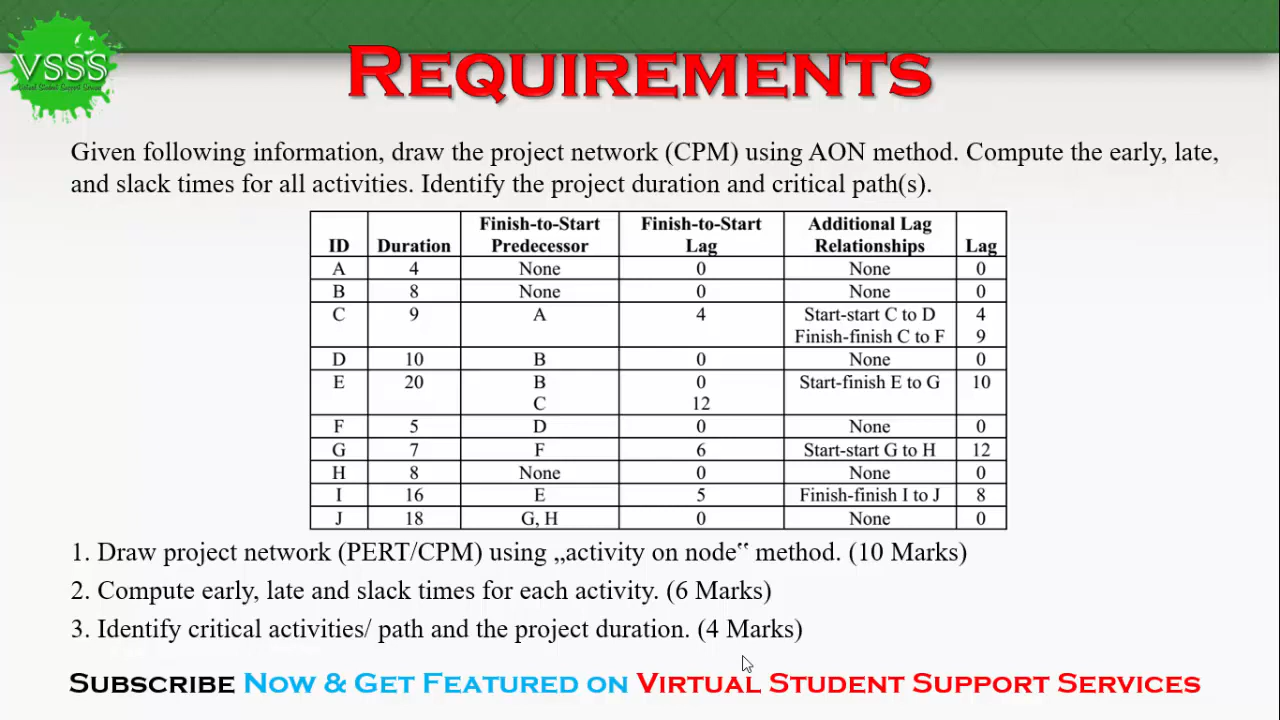 VSSS
REQUIREMENTS
Given following information, draw the project network (CPM) using AON method. Compute the early, late,
and slack times for all activities. Identify the project duration and critical path(s).
ID Duration Finish-to-Start Predecessor Finish-to-Start Lag Additional Lag Relationships Lag
A 4 None 0 None 0
B 8 None 0 None 0
C 9 A 4 Start-start C to D 4
Finish-finish C to F 9
D 10 B 0 None 0
E 20 B 0 Start-finish E to G 10
C 12
F 5 D 0 None 0
G 7 F 6 Start-start G to H 12
H 8 None 0 None 0
I 16 E 5 Finish-finish I to J 8
J 18 G, H 0 None 0
1. Draw project network (PERT/CPM) using „activity on node‟ method. (10 Marks)
2. Compute early, late and slack times for each activity. (6 Marks)
3. Identify critical activities/ path and the project duration. (4 Marks)
SUBSCRIBE NOW & GET FEATURED ON VIRTUAL STUDENT SUPPORT SERVICES